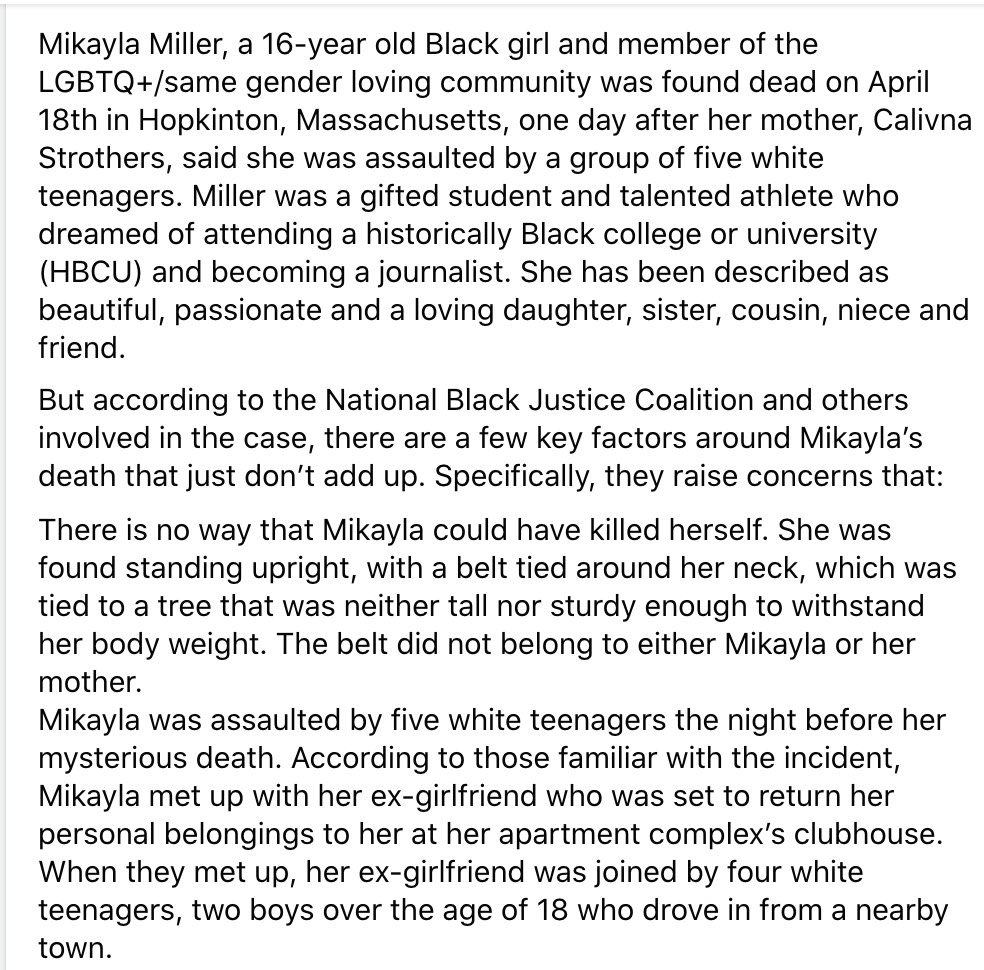 Mikayla Miller, a 16-year old Black girl and member of the
LGBTQ+/same gender loving community was found dead on April
18th in Hopkinton, Massachusetts, one day after her mother, Calivna
Strothers, said she was assaulted by a group of five white
teenagers. Miller was a gifted student and talented athlete who
dreamed of attending a historically Black college or university
(HBCU) and becoming a journalist. She has been described as
beautiful, passionate and a loving daughter, sister, cousin, niece and
friend.
But according to the National Black Justice Coalition and others
involved in the case, there are a few key factors around Mikayla’s
death that just don’t add up. Specifically, they raise concerns that:
There is no way that Mikayla could have killed herself. She was
found standing upright, with a belt tied around her neck, which was
tied to a tree that was neither tall nor sturdy enough to withstand
her body weight. The belt did not belong to either Mikayla or her
mother.
Mikayla was assaulted by five white teenagers the night before her
mysterious death. According to those familiar with the incident,
Mikayla met up with her ex-girlfriend who was set to return her
personal belongings to her at her apartment complex’s clubhouse.
When they met up, her ex-girlfriend was joined by four white
teenagers, two boys over the age of 18 who drove in from a nearby
town.